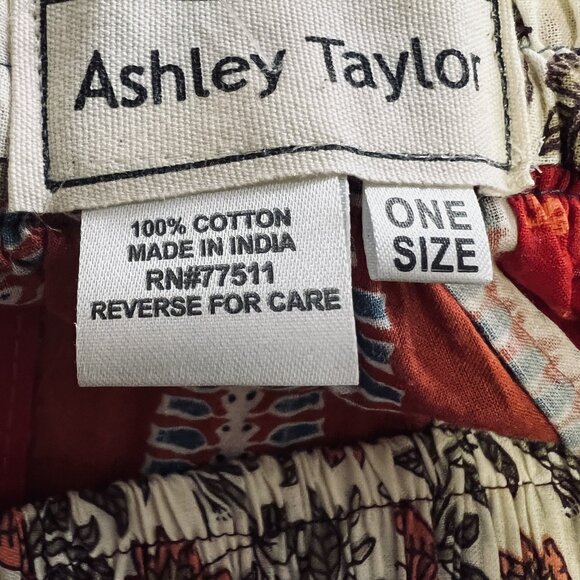 Ashley Taylor
100% COTTON
MADE IN INDIA
RN#77511
REVERSE FOR CARE
ONE
SIZE